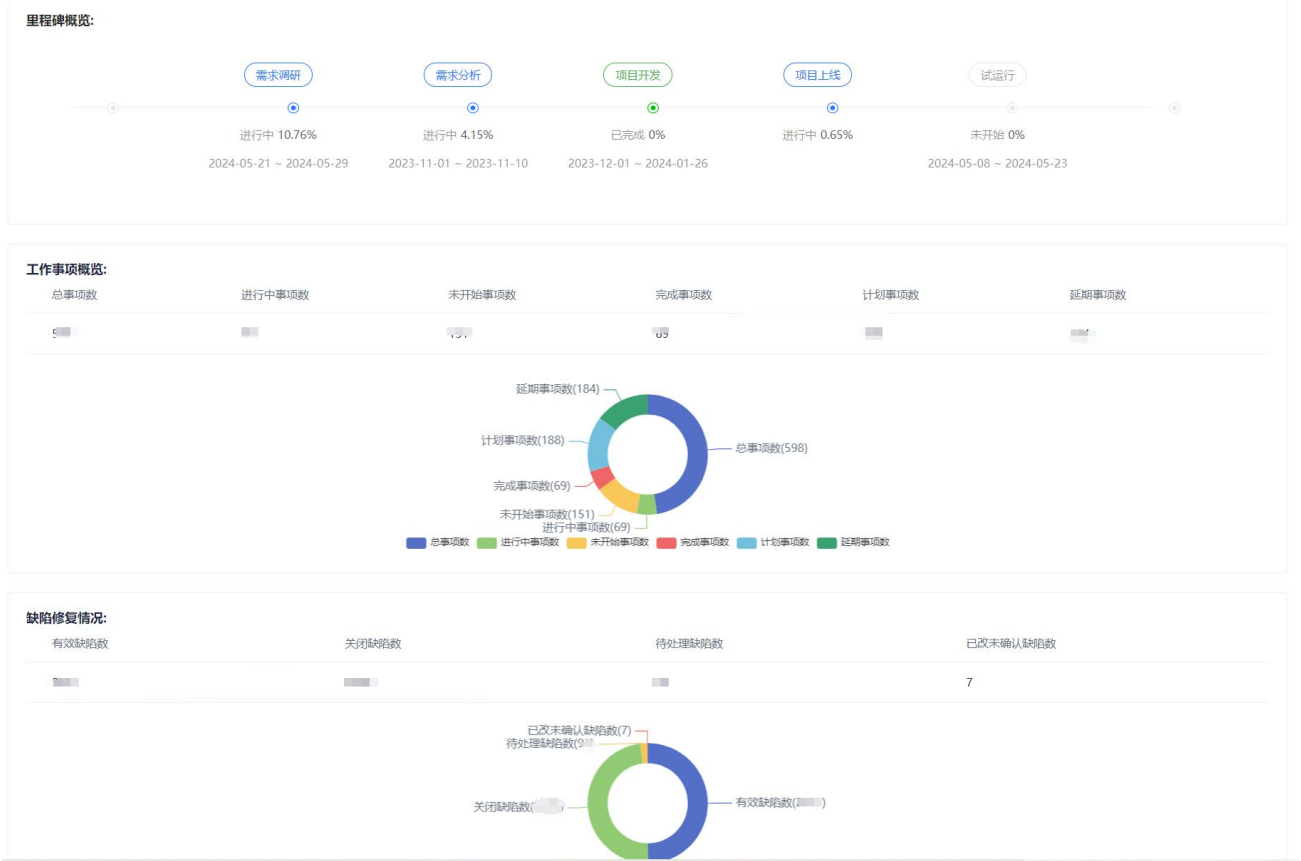 里程碑概览:
需求调研 需求分析 项目开发 项目上线 试运行
进行中 10.76% 进行中 4.15% 已完成 0% 进行中 0.65% 未开始 0%
2024-05-21 ~ 2024-05-29 2023-11-01 ~ 2023-11-10 2023-12-01 ~ 2024-01-26 2024-05-08 ~ 2024-05-23
工作事项概览:
总事项数 进行中事项数 未开始事项数 完成事项数 计划事项数 延期事项数
延期事项数(184)
计划事项数(188) 总事项数(598)
完成事项数(69)
未开始事项数(151)
进行中事项数(69)
总事项数 进行中事项数 未开始事项数 完成事项数 计划事项数 延期事项数
缺陷修复情况:
有效缺陷数 关闭缺陷数 待处理缺陷数 已改未确认缺陷数
7
已改未确认缺陷数(7)
待处理缺陷数(9
关闭缺陷数( 有效缺陷数( )